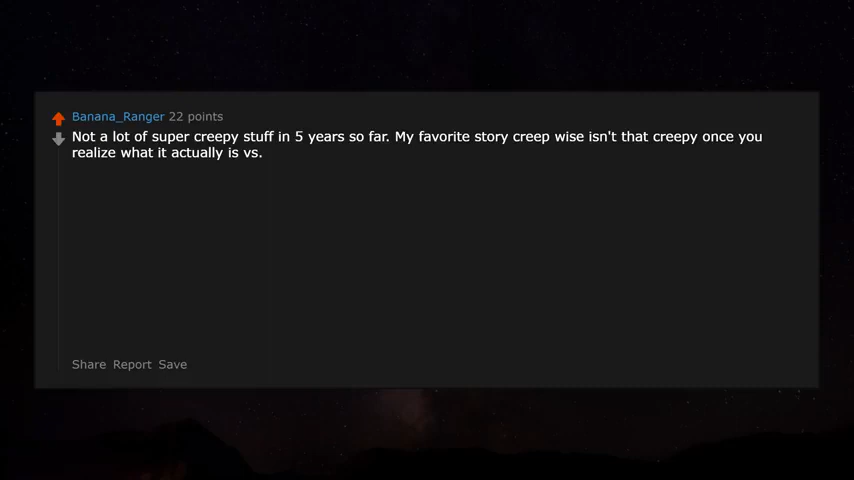 Banana_Ranger 22 points
Not a lot of super creepy stuff in 5 years so far. My favorite story creep wise isn't that creepy once you
realize what it actually is vs.
Share Report Save